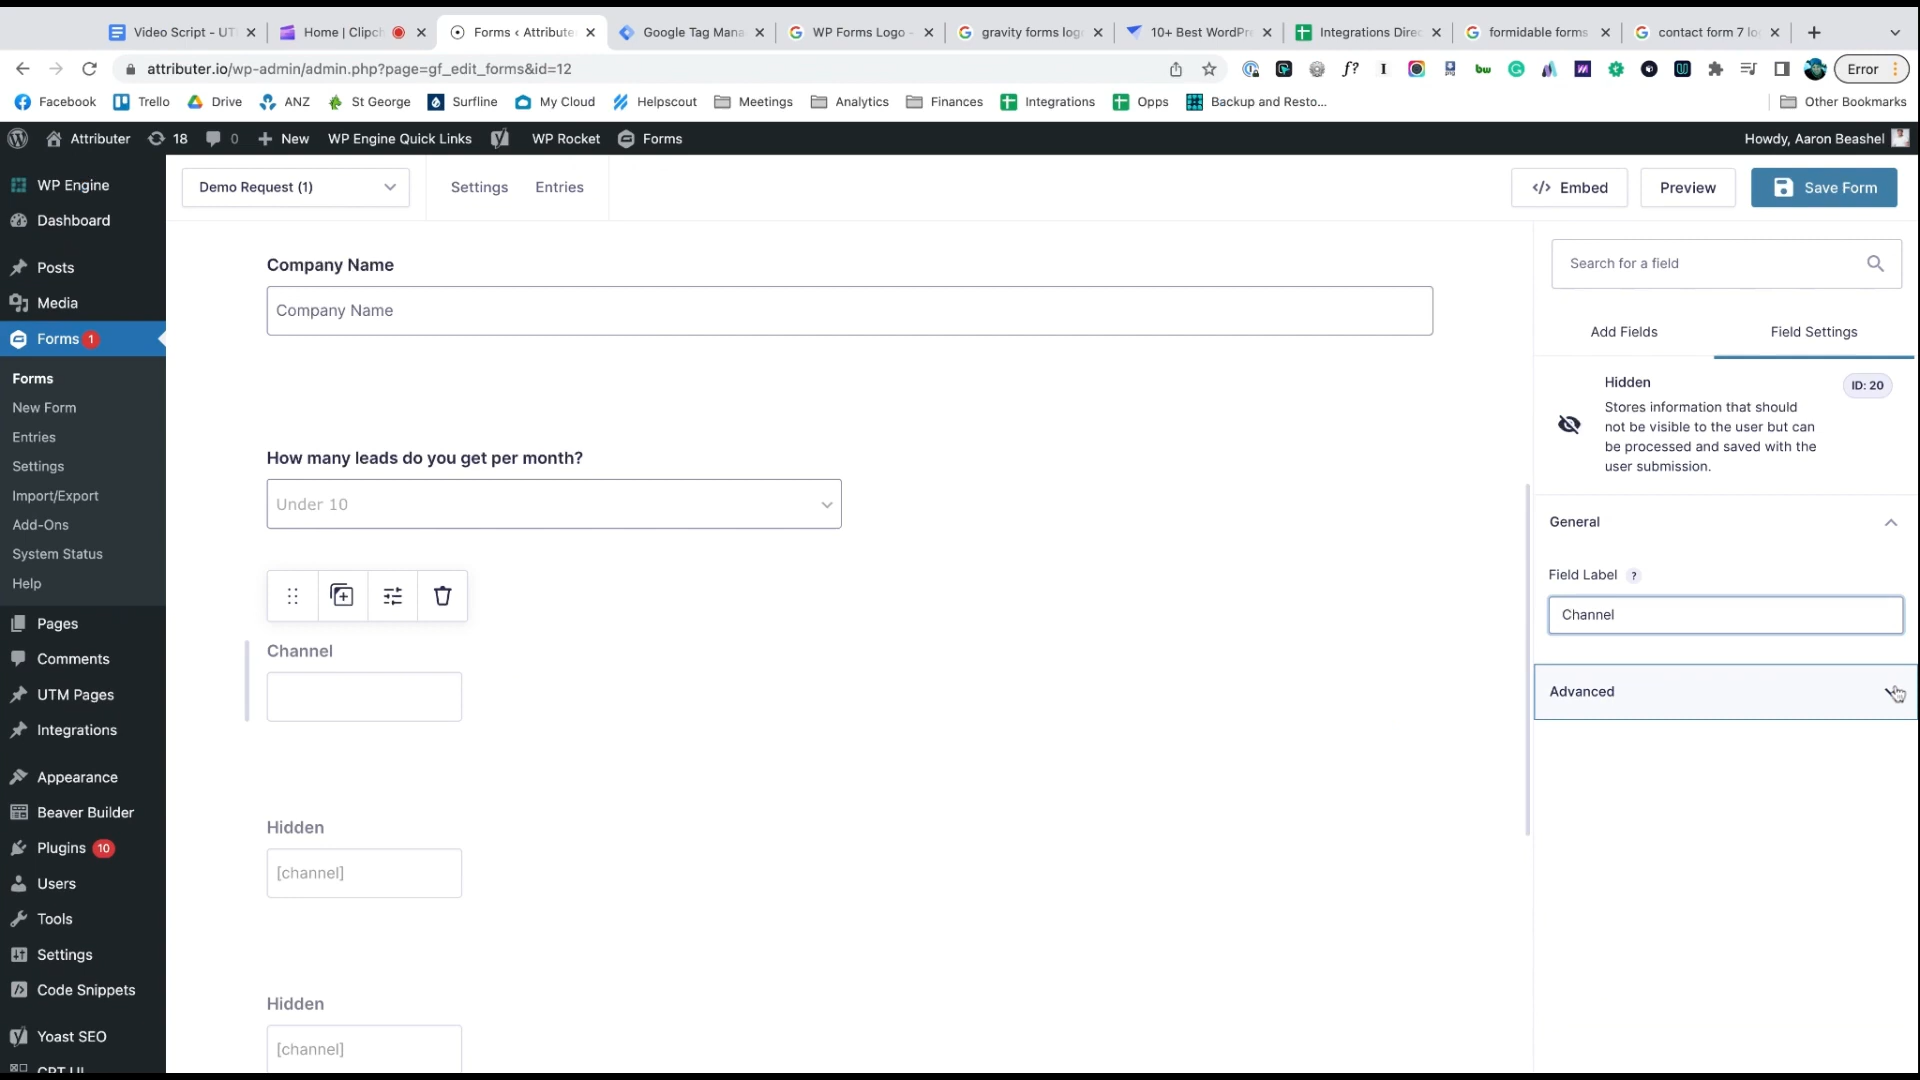 Video Script - UT
Home | Clipch
Forms ‹ Attribute
Google Tag Mana
WP Forms Logo -
gravity forms log
10+ Best WordPr
Integrations Direc
formidable forms
contact form 7 lo
attributer.io/wp-admin/admin.php?page=gf_edit_forms&id=12
Error
Facebook
Trello
Drive
ANZ
St George
Surfline
My Cloud
Helpscout
Meetings
Analytics
Finances
Integrations
Opps
Backup and Resto...
Other Bookmarks
Attributer
18
0
New
WP Engine Quick Links
WP Rocket
Forms
Howdy, Aaron Beashel
WP Engine
Dashboard
Posts
Media
Forms 1
Forms
New Form
Entries
Settings
Import/Export
Add-Ons
System Status
Help
Pages
Comments
UTM Pages
Integrations
Appearance
Beaver Builder
Plugins 10
Users
Tools
Settings
Code Snippets
Yoast SEO
CPT UI
Demo Request (1)
Settings
Entries
</> Embed
Preview
Save Form
Company Name
Company Name
How many leads do you get per month?
Under 10
Channel
Hidden
[channel]
Hidden
[channel]
Search for a field
Add Fields
Field Settings
Hidden
ID: 20
Stores information that should
not be visible to the user but can
be processed and saved with the
user submission.
General
Field Label ?
Channel
Advanced